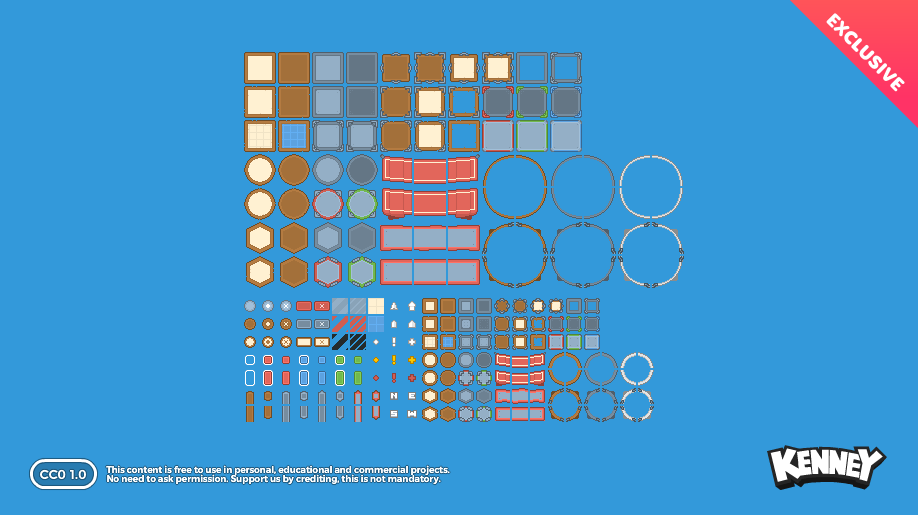 EXCLUSIVE
N E
S W
CC0 1.0
This content is free to use in personal, educational and commercial projects.
No need to ask permission. Support us by crediting, this is not mandatory.
KENNEY